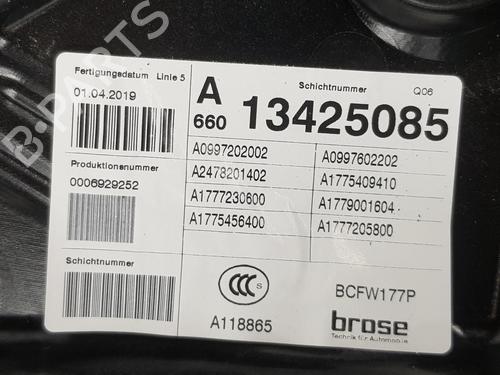 Fertigungsdatum Linie 5
01.04.2019
Produktionsnummer
0006929252
Schichtnummer
A
660
Schichtnummer
Q06
13425085
A0997202002
A0997602202
A2478201402
A1775409410
A1777230600
A1779001604
A1775456400
A1777205800
CCC S
A118865
BCFW177P
brose
Technik für Automobile
B-PARTS